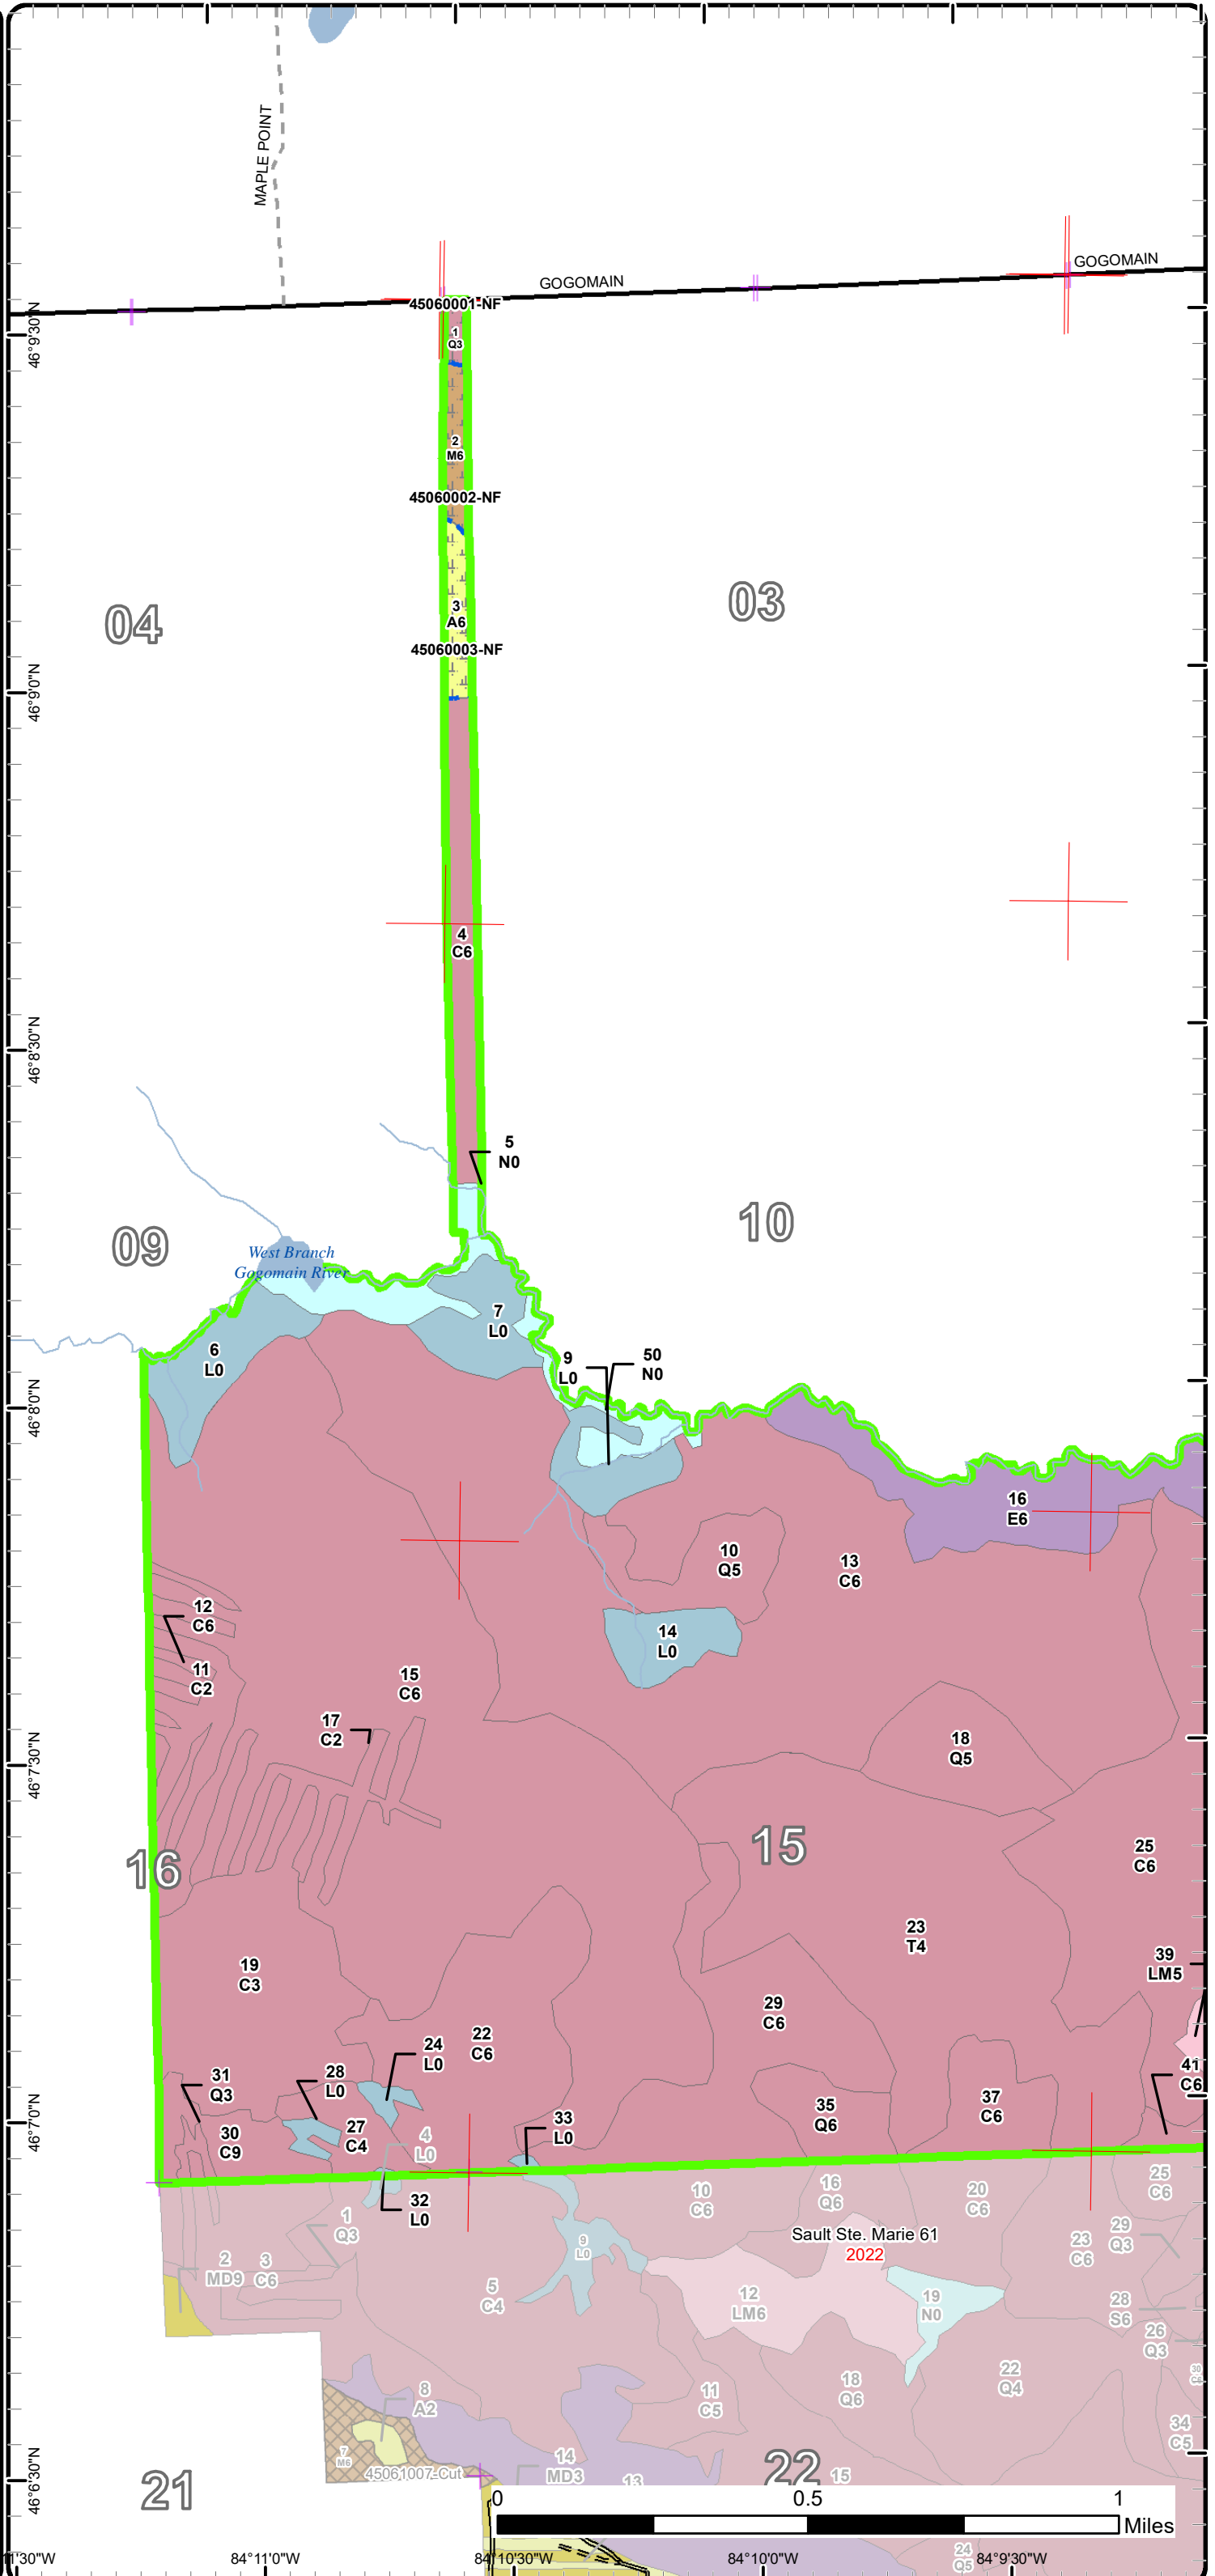 MAPLE POINT
GOGOMAIN
GOGOMAIN
45060001-NF
46°9'30"N
1
Q3
2
M6
45060002-NF
04
03
3
A6
45060003-NF
46°9'0"N
4
C6
46°8'30"N
5
N0
09
10
West Branch
Gogomain River
7
L0
6
L0
9
L0
50
N0
46°8'0"N
16
E6
10
Q5
13
C6
12
C6
14
L0
11
C2
15
C6
17
C2
18
Q5
46°7'30"N
16
15
25
C6
23
T4
39
LM5
19
C3
29
C6
22
C6
24
L0
28
L0
31
Q3
41
C6
37
C6
35
Q6
33
L0
27
C4
30
C9
46°7'0"N
4
L0
32
L0
10
C6
16
Q6
20
C6
25
C6
1
Q3
Sault Ste. Marie 61
2022
29
Q3
23
C6
9
L0
2
MD9
3
C6
5
C4
12
LM6
19
N0
28
S6
26
Q3
30
C6
22
Q4
18
Q6
11
C5
8
A2
34
C5
7
M6
45061007-Cut
14
MD3
13
22
15
46°6'30"N
21
0
0.5
1
Miles
24
Q5
1'30"W
84°11'0"W
84°10'30"W
84°10'0"W
84°9'30"W